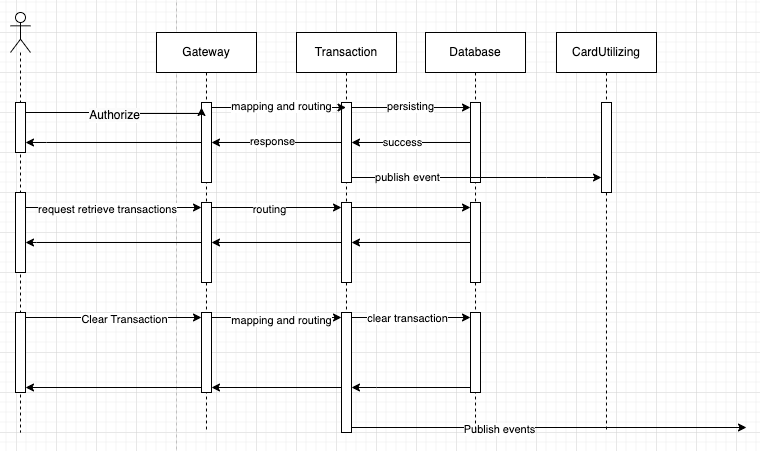 Gateway
Transaction
Database
CardUtilizing
Authorize
mapping and routing
persisting
response
success
publish event
request retrieve transactions
routing
Clear Transaction
mapping and routing
clear transaction
Publish events